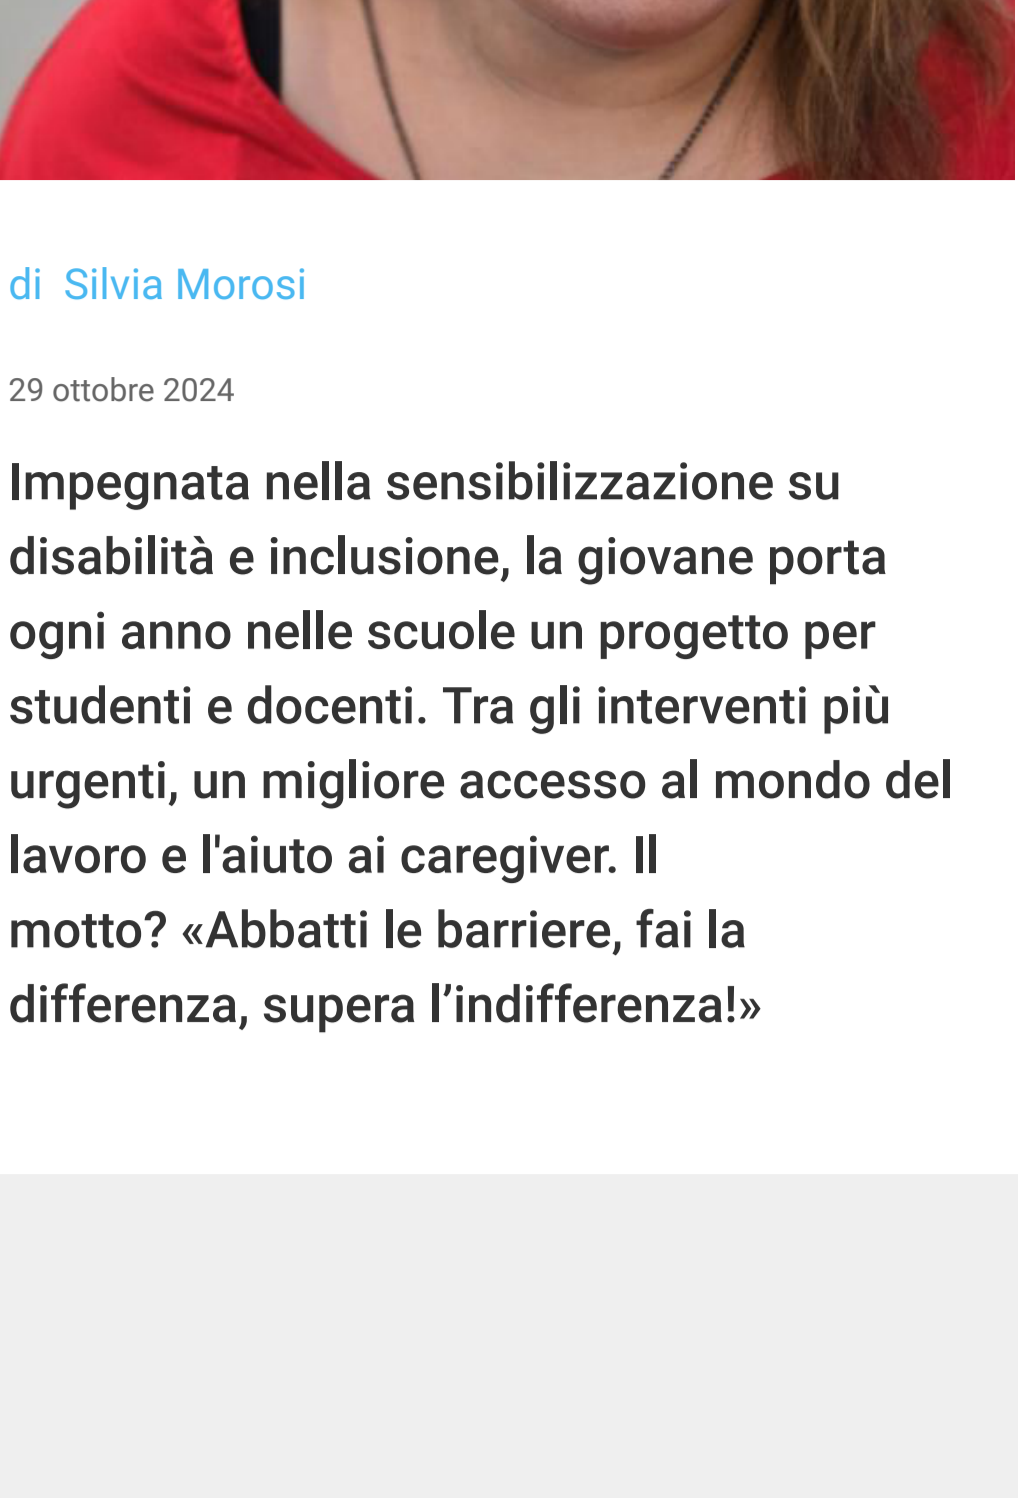 di  Silvia Morosi
29 ottobre 2024
Impegnata nella sensibilizzazione su
disabilità e inclusione, la giovane porta
ogni anno nelle scuole un progetto per
studenti e docenti. Tra gli interventi più
urgenti, un migliore accesso al mondo del
lavoro e l'aiuto ai caregiver. Il
motto? «Abbatti le barriere, fai la
differenza, supera l’indifferenza!»